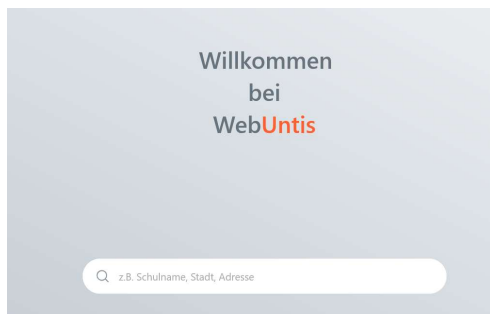 Willkommen
bei
WebUntis
z.B. Schulname, Stadt, Adresse